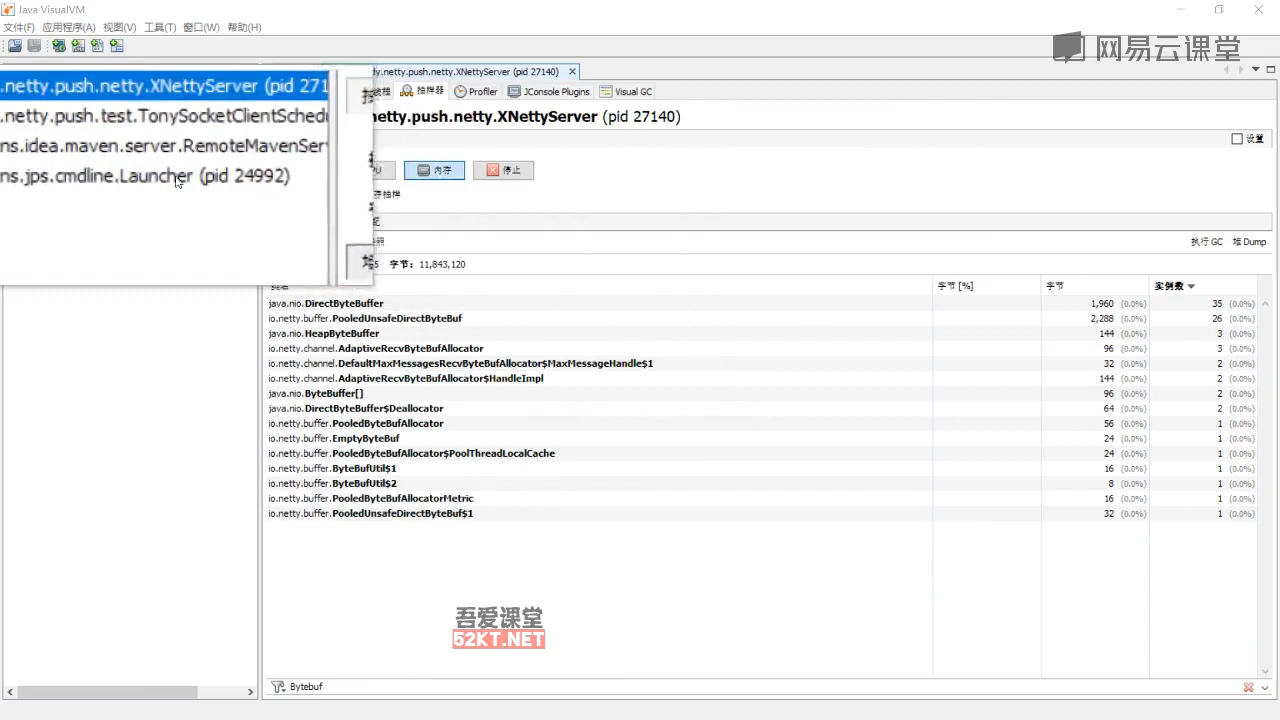 Java VisualVM
文件(F) 应用程序(A) 视图(V) 工具(T) 窗口(W) 帮助(H)
网易云课堂
.netty.push.netty.XNettyServer (pid 27140)
.netty.push.netty.XNettyServer (pid 271
抽样器 Profiler JConsole Plugins Visual GC
.netty.push.test.TonySocketClientSchedu
netty.push.netty.XNettyServer (pid 27140)
ns.idea.maven.server.RemoteMavenSer
设置
ns.jps.cmdline.Launcher (pid 24992)
内存 停止
执行 GC 堆 Dump
字节: 11,843,120
字节 [%] 字节 实例数
java.nio.DirectByteBuffer 1,960 (0.0%) 35 (0.0%)
io.netty.buffer.PooledUnsafeDirectByteBuf 2,288 (0.0%) 26 (0.0%)
java.nio.HeapByteBuffer 144 (0.0%) 3 (0.0%)
io.netty.channel.AdaptiveRecvByteBufAllocator 96 (0.0%) 3 (0.0%)
io.netty.channel.DefaultMaxMessagesRecvByteBufAllocator$MaxMessageHandle$1 32 (0.0%) 2 (0.0%)
io.netty.channel.AdaptiveRecvByteBufAllocator$HandleImpl 144 (0.0%) 2 (0.0%)
java.nio.ByteBuffer[] 96 (0.0%) 2 (0.0%)
java.nio.DirectByteBuffer$Deallocator 64 (0.0%) 2 (0.0%)
io.netty.buffer.PooledByteBufAllocator 56 (0.0%) 1 (0.0%)
io.netty.buffer.EmptyByteBuf 24 (0.0%) 1 (0.0%)
io.netty.buffer.PooledByteBufAllocator$PoolThreadLocalCache 24 (0.0%) 1 (0.0%)
io.netty.buffer.ByteBufUtil$1 16 (0.0%) 1 (0.0%)
io.netty.buffer.ByteBufUtil$2 8 (0.0%) 1 (0.0%)
io.netty.buffer.PooledByteBufAllocatorMetric 16 (0.0%) 1 (0.0%)
io.netty.buffer.PooledUnsafeDirectByteBuf$1 32 (0.0%) 1 (0.0%)
吾爱课堂
52KT.NET
Bytebuf